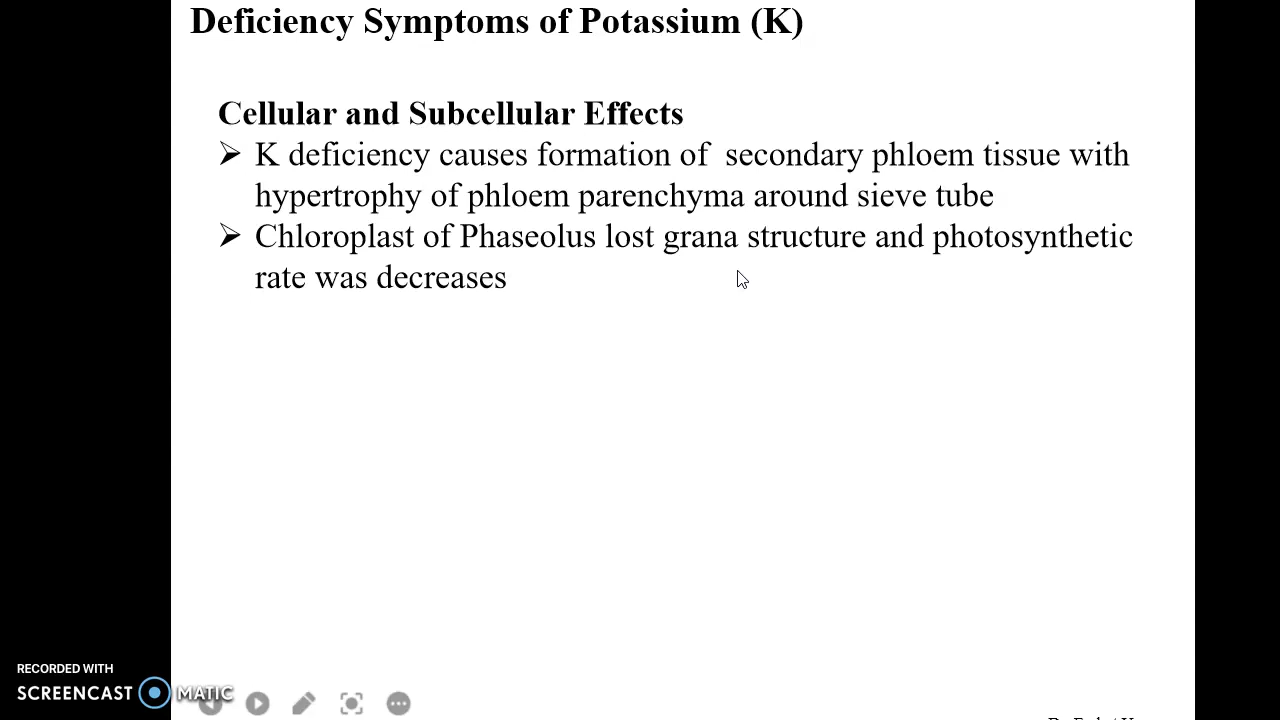 Deficiency Symptoms of Potassium (K)
Cellular and Subcellular Effects
➢ K deficiency causes formation of  secondary phloem tissue with
hypertrophy of phloem parenchyma around sieve tube
➢ Chloroplast of Phaseolus lost grana structure and photosynthetic
rate was decreases
RECORDED WITH
SCREENCAST MATIC